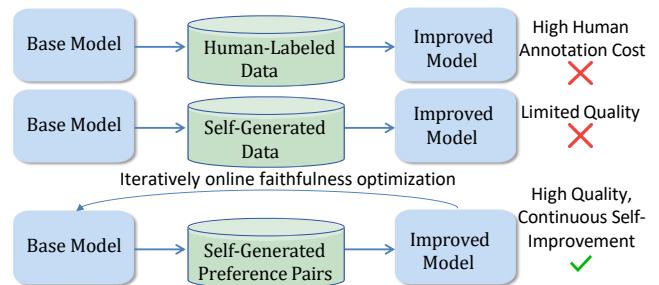 Base Model
Human-Labeled
Data
Improved
Model
High Human
Annotation Cost
Base Model
Self-Generated
Data
Improved
Model
Limited Quality
Iteratively online faithfulness optimization
Base Model
Self-Generated
Preference Pairs
Improved
Model
High Quality,
Continuous Self-
Improvement